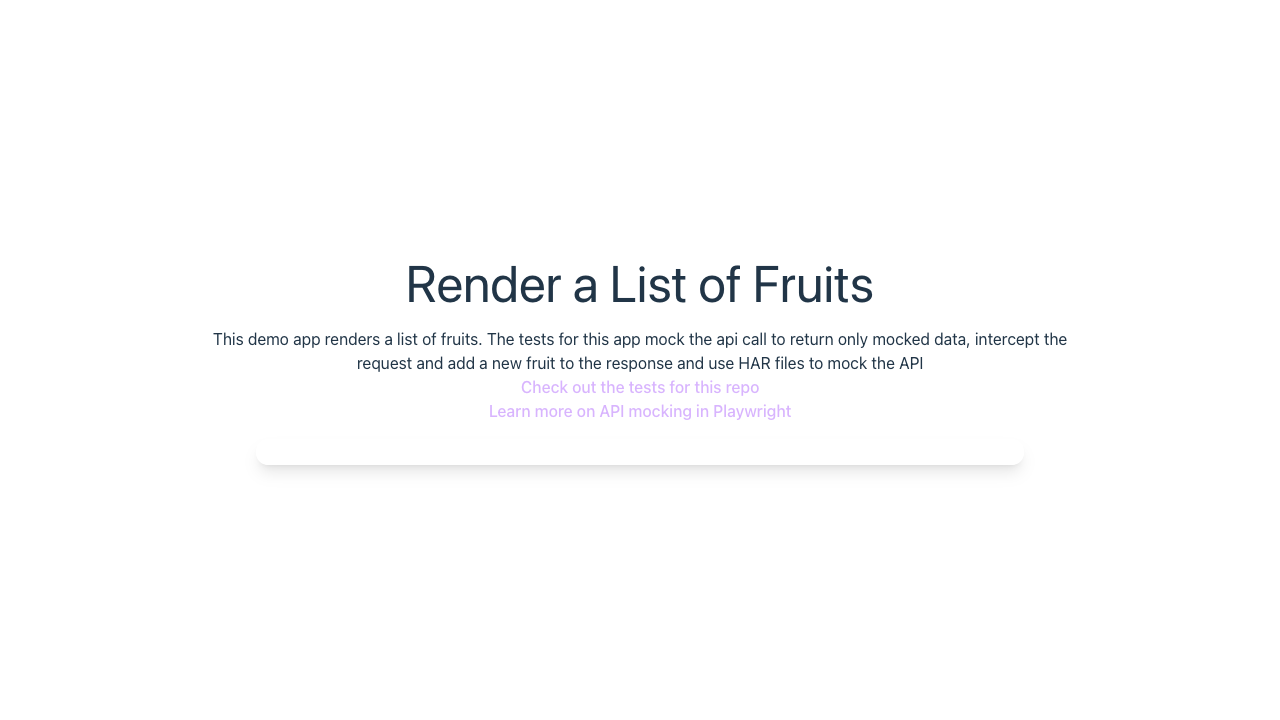 Render a List of Fruits
This demo app renders a list of fruits. The tests for this app mock the api call to return only mocked data, intercept the
request and add a new fruit to the response and use HAR files to mock the API
Check out the tests for this repo
Learn more on API mocking in Playwright